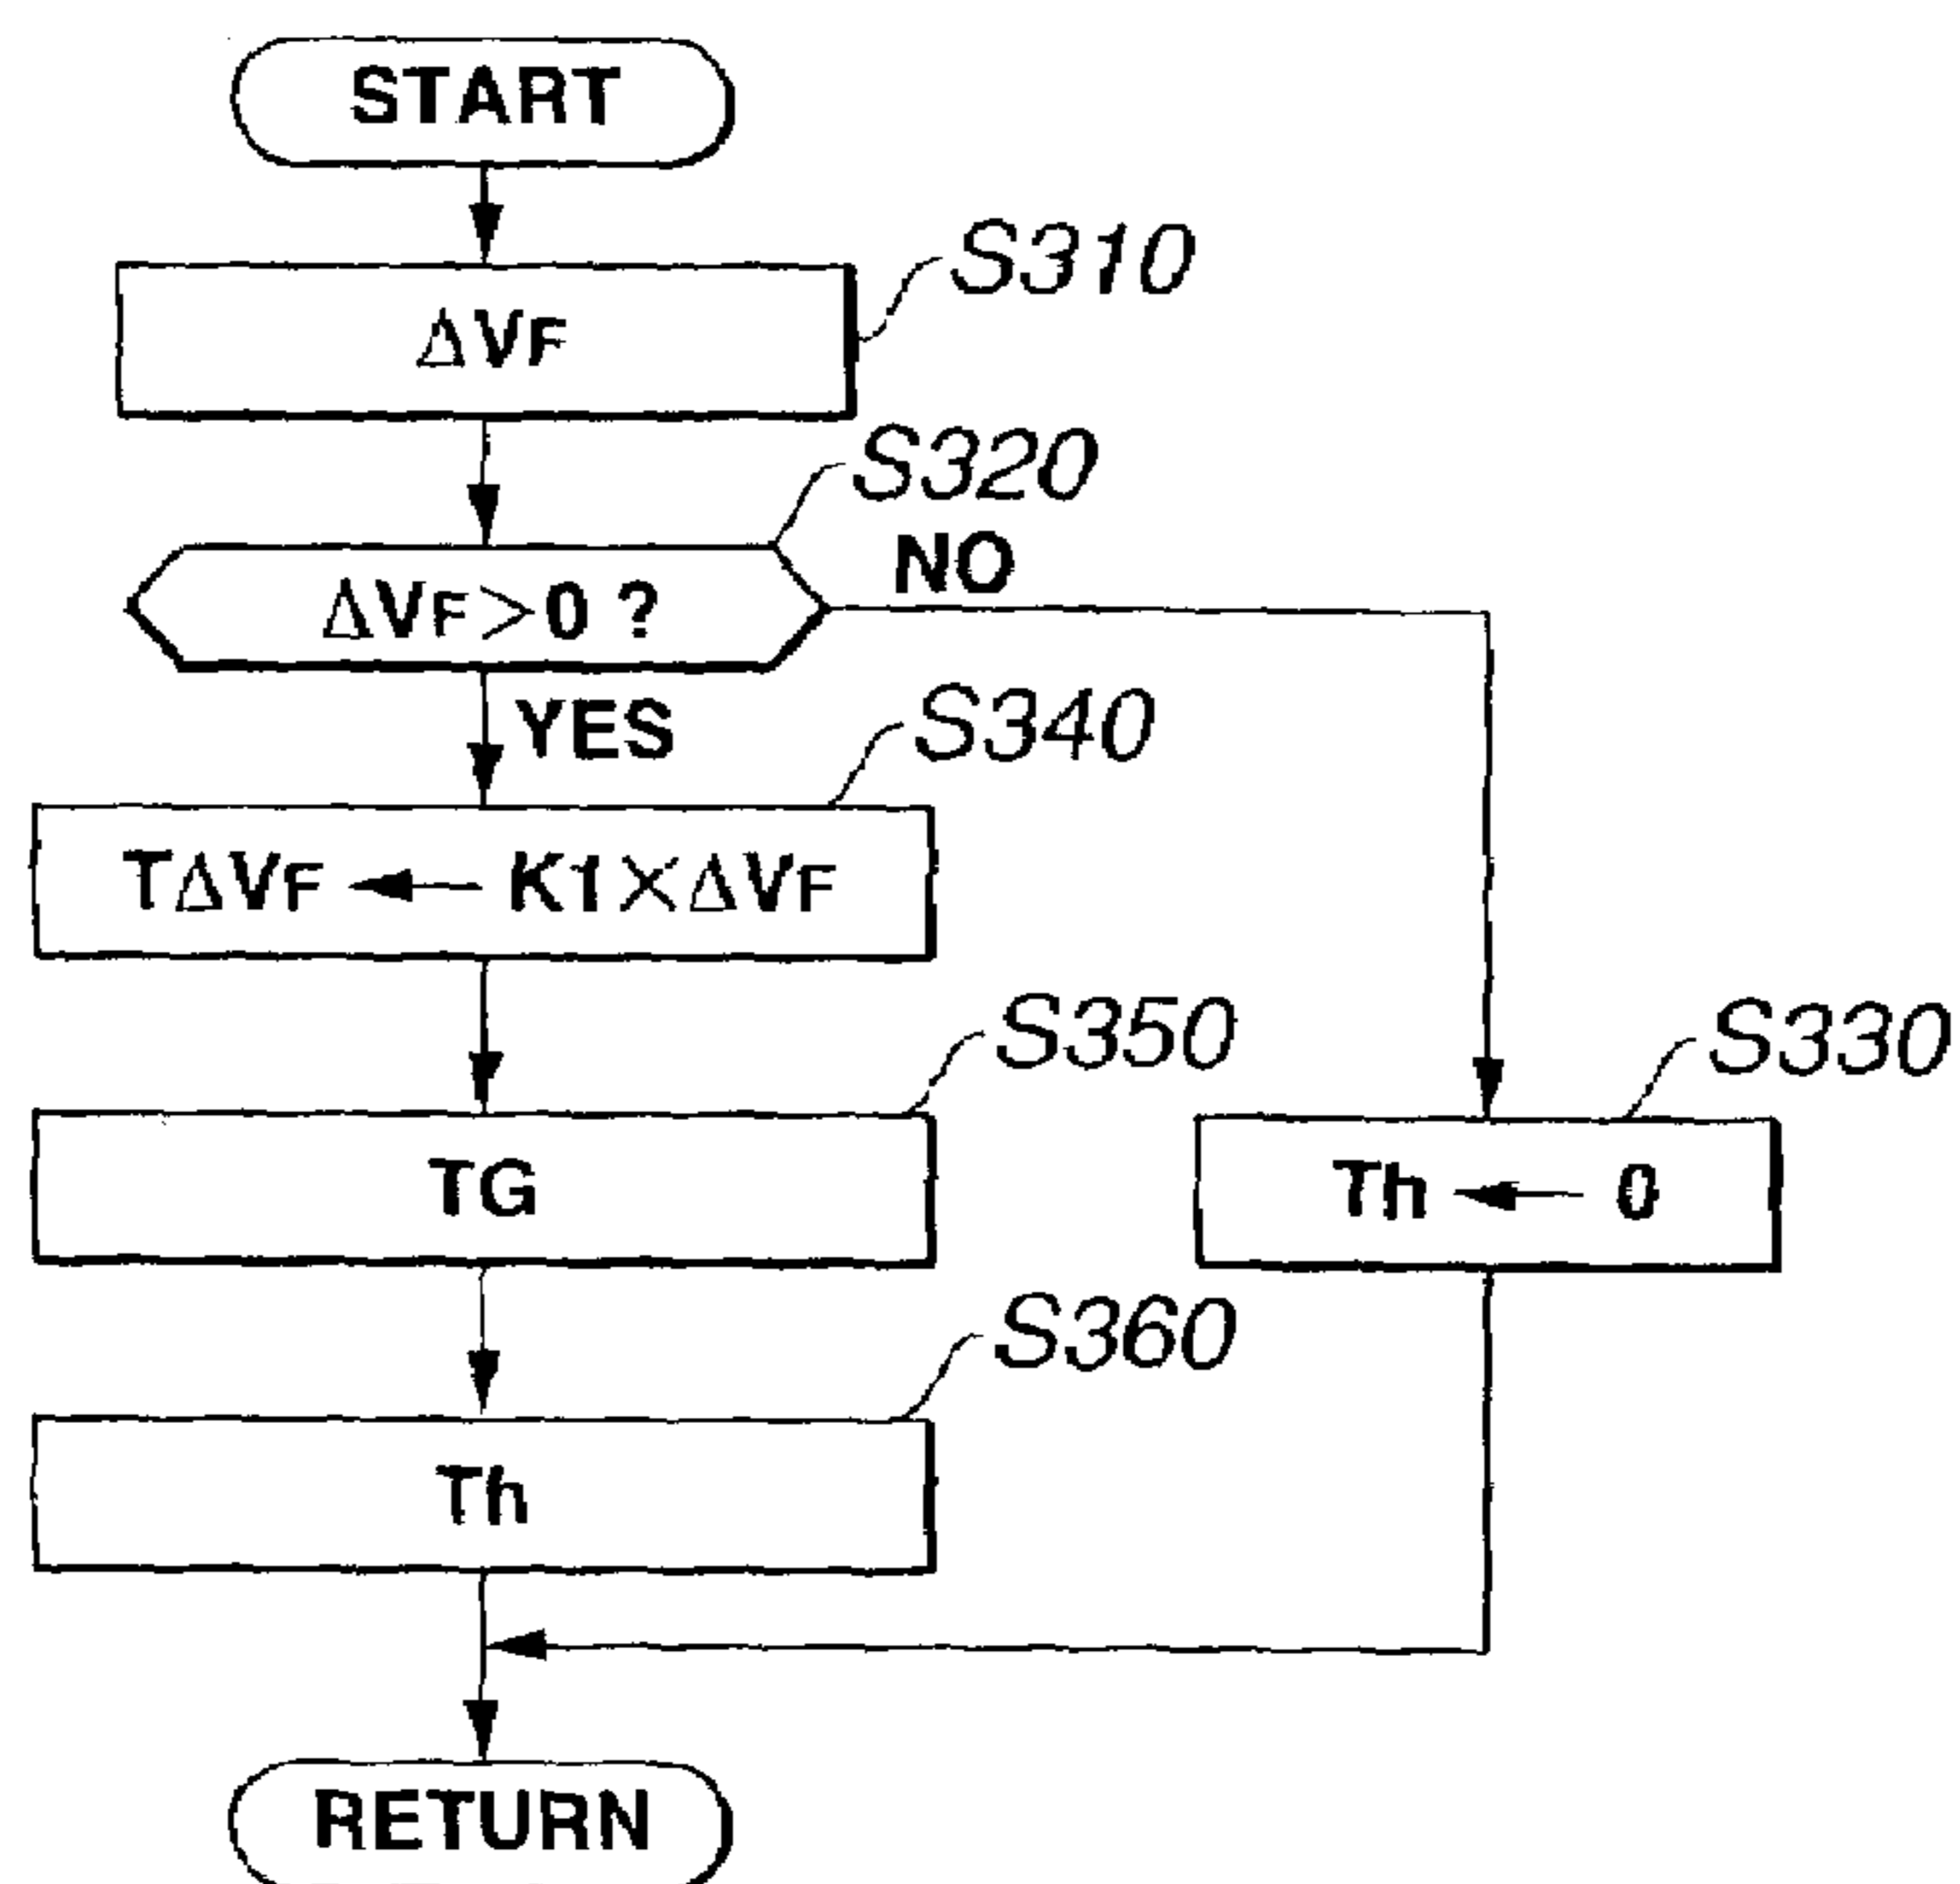 START
S310
ΔVF
S320
ΔVF>0 ?
NO
YES
S340
TΔVF ← K1×ΔVF
S350
TG
S330
Th ← 0
S360
Th
RETURN